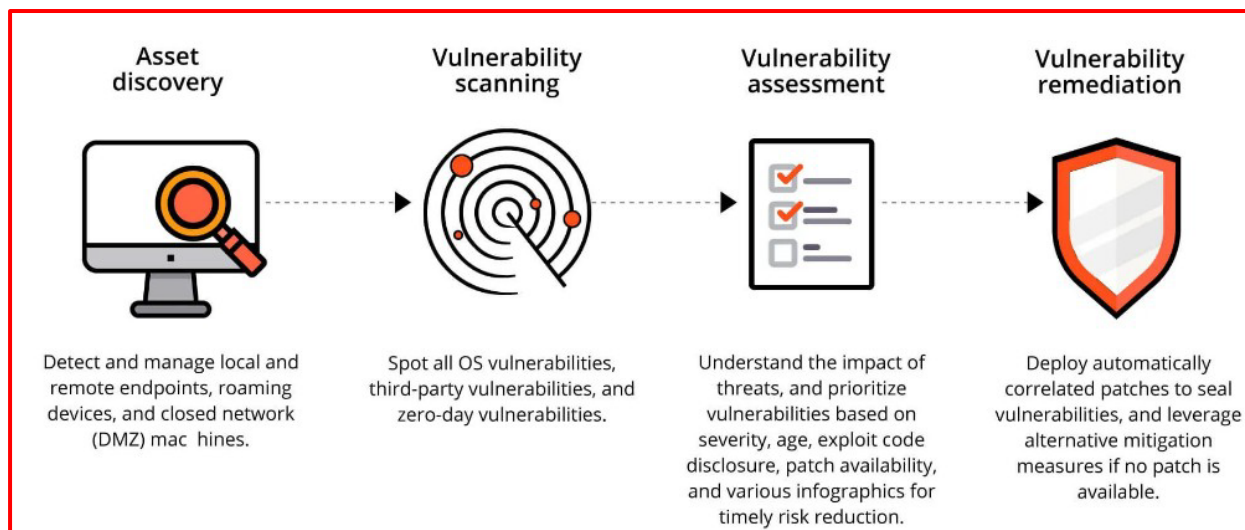 Asset
discovery
Vulnerability
scanning
Vulnerability
assessment
Vulnerability
remediation
Detect and manage local and
remote endpoints, roaming
devices, and closed network
(DMZ) mac hines.
Spot all OS vulnerabilities,
third-party vulnerabilities, and
zero-day vulnerabilities.
Understand the impact of
threats, and prioritize
vulnerabilities based on
severity, age, exploit code
disclosure, patch availability,
and various infographics for
timely risk reduction.
Deploy automatically
correlated patches to seal
vulnerabilities, and leverage
alternative mitigation
measures if no patch is
available.